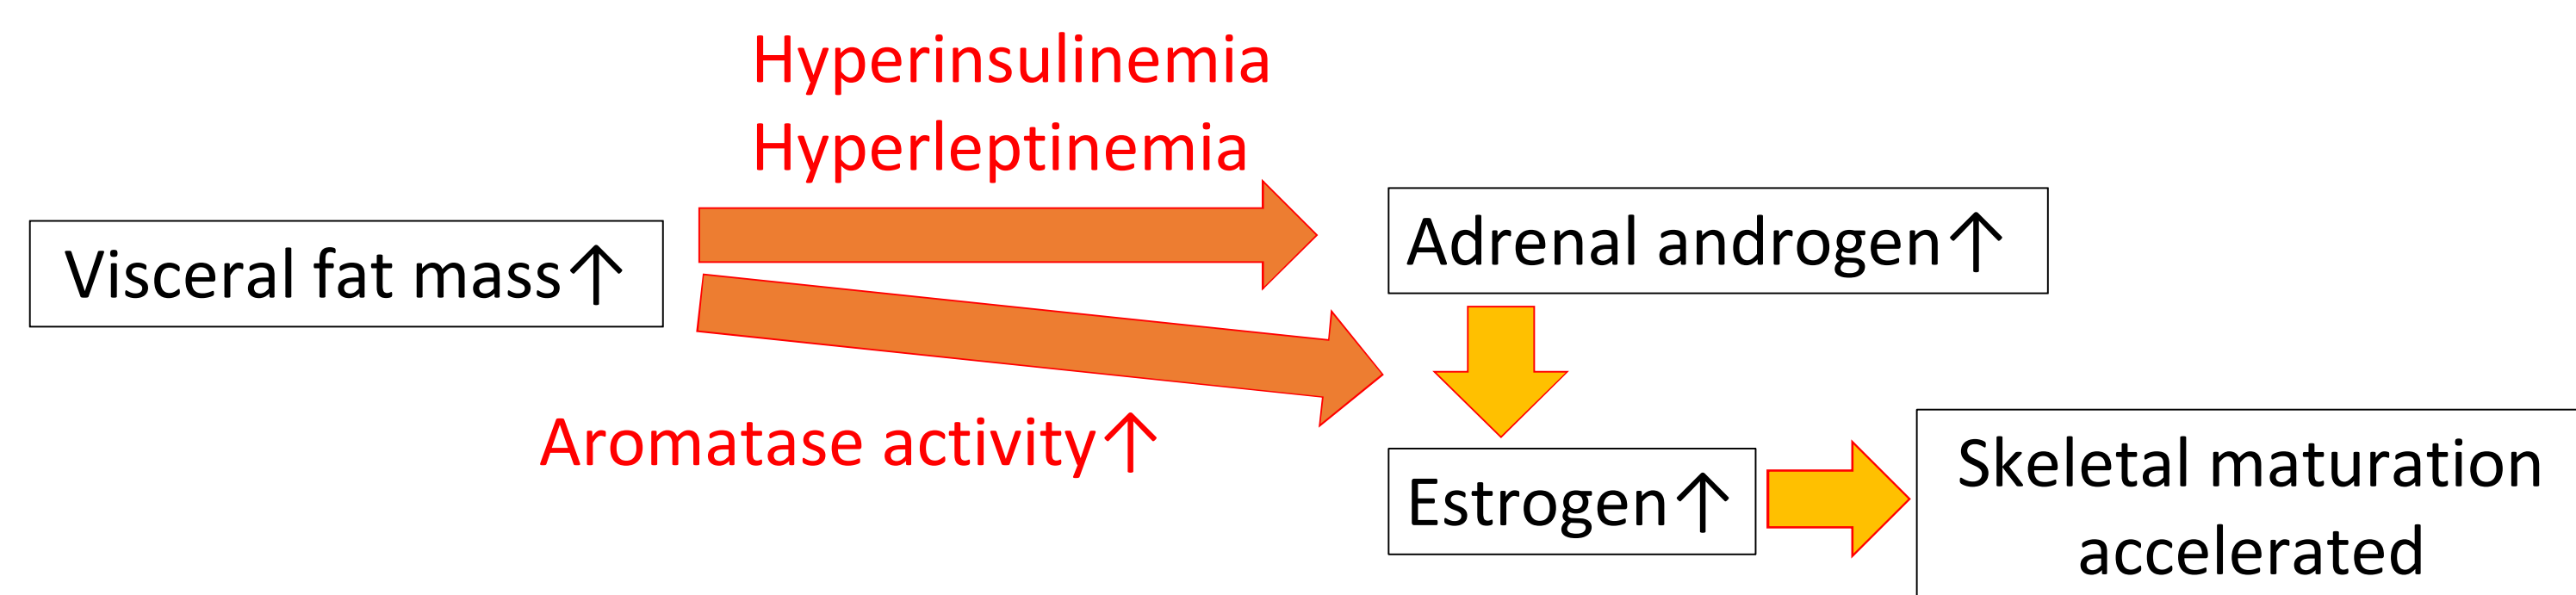 Hyperinsulinemia
Hyperleptinemia
Visceral fat mass↑
Adrenal androgen↑
Aromatase activity↑
Estrogen↑
Skeletal maturation
accelerated